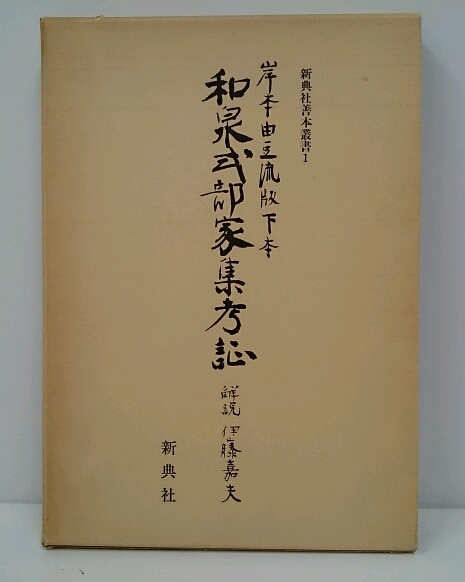 新典社善本叢書1
岸本由豆流版下本
和泉式部家集考証
解説 伊藤嘉夫
新典社